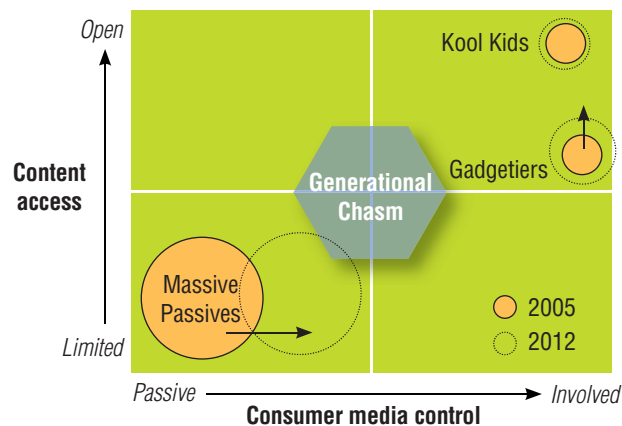 Open
Kool Kids
Content
access
Generational
Chasm
Gadgetiers
Massive
Passives
2005
2012
Limited
Passive
Involved
Consumer media control